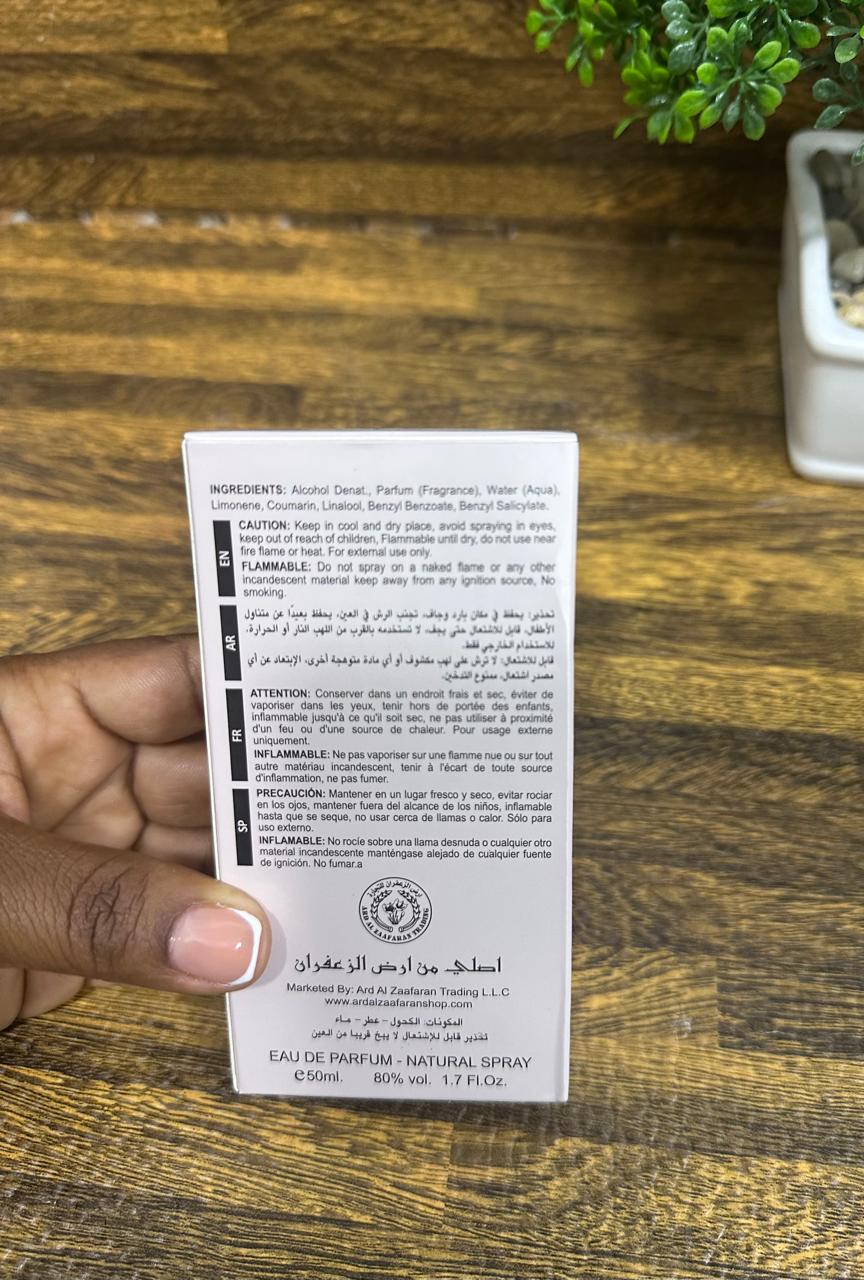 INGREDIENTS: Alcohol Denat., Parfum (Fragrance), Water (Aqua),
Limonene, Coumarin, Linalool, Benzyl Benzoate, Benzyl Salicylate.
EN
CAUTION: Keep in cool and dry place, avoid spraying in eyes,
keep out of reach of children, Flammable until dry, do not use near
fire flame or heat. For external use only.
FLAMMABLE: Do not spray on a naked flame or any other
incandescent material keep away from any ignition source, No
smoking.
AR
تحذير: يحفظ في مكان بارد وجاف، تجنب الرش في العين، يحفظ بعيدًا عن متناول
الأطفال، قابل للاشتعال حتى يجف، لا تستخدمه بالقرب من اللهب النار أو الحرارة.
للاستخدام الخارجي فقط.
قابل للاشتعال: لا ترش على لهب مكشوف أو أي مادة متوهجة أخرى، الإبتعاد عن أي
مصدر اشتعال، ممنوع التدخين.
FR
ATTENTION: Conserver dans un endroit frais et sec, éviter de
vaporiser dans les yeux, tenir hors de portée des enfants,
inflammable jusqu'à ce qu'il soit sec, ne pas utiliser à proximité
d'un feu ou d'une source de chaleur. Pour usage externe
uniquement.
INFLAMMABLE: Ne pas vaporiser sur une flamme nue ou sur tout
autre matériau incandescent, tenir à l'écart de toute source
d'inflammation, ne pas fumer.
SP
PRECAUCIÓN: Mantener en un lugar fresco y seco, evitar rociar
en los ojos, mantener fuera del alcance de los niños, inflamable
hasta que se seque, no usar cerca de llamas o calor. Sólo para
uso externo.
INFLAMABLE: No rocíe sobre una llama desnuda o cualquier otro
material incandescente manténgase alejado de cualquier fuente
de ignición. No fumar.a
ارض الزعفران للتجارة
ARD AL ZAAFARAN TRADING
اصلي من ارض الزعفران
Marketed By: Ard Al Zaafaran Trading L.L.C
www.ardalzaafaranshop.com
المكونات: الكحول – عطر – ماء
تحذير قابل للإشتعال لا يبخ قريبا من العين
EAU DE PARFUM - NATURAL SPRAY
℮50ml. 80% vol. 1.7 Fl.Oz.